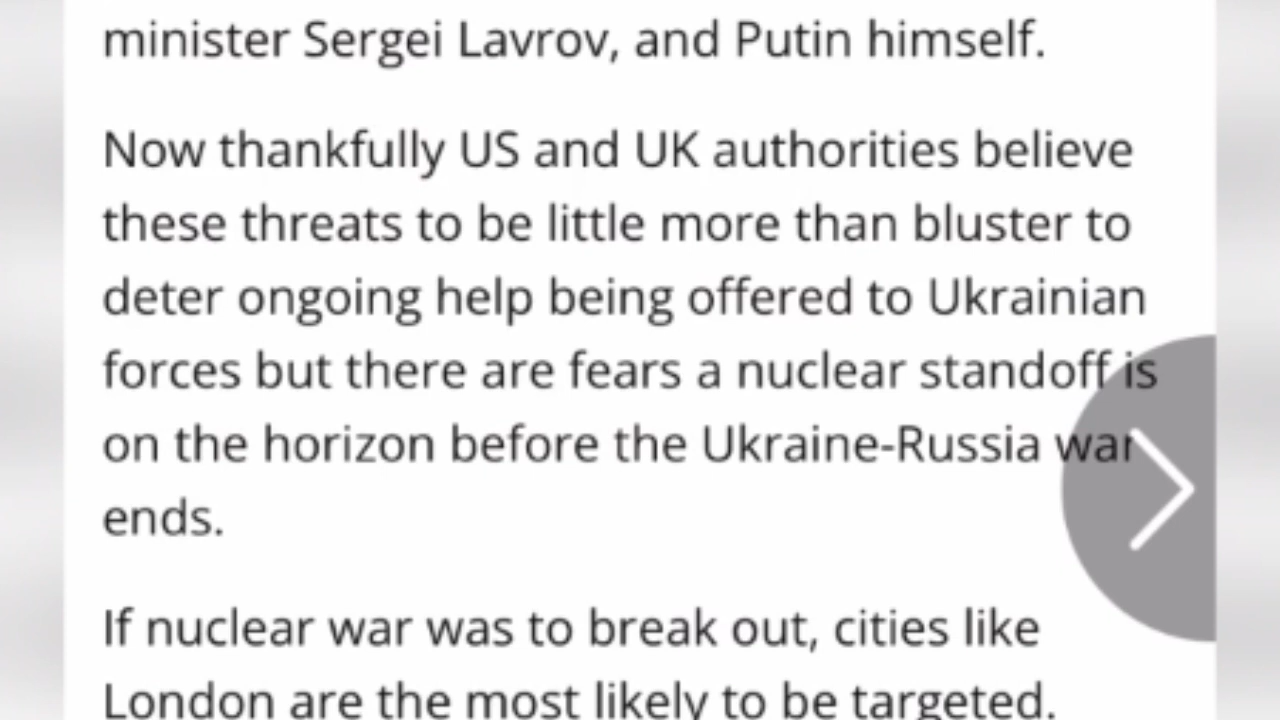 minister Sergei Lavrov, and Putin himself.
Now thankfully US and UK authorities believe
these threats to be little more than bluster to
deter ongoing help being offered to Ukrainian
forces but there are fears a nuclear standoff is
on the horizon before the Ukraine-Russia war
ends.
If nuclear war was to break out, cities like
London are the most likely to be targeted.